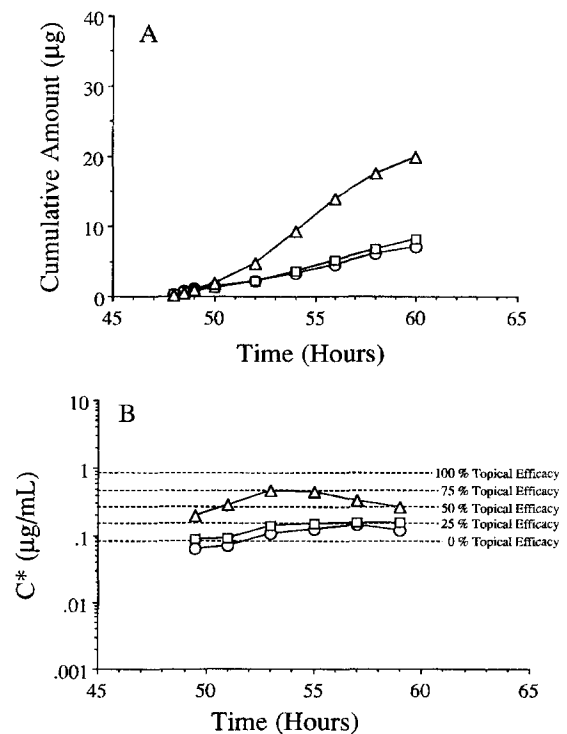 A
Cumulative Amount (µg)
40
30
20
10
0
45
50
55
60
65
Time (Hours)
B
C* (µg/mL)
10
1
.1
.01
.001
100 % Topical Efficacy
75 % Topical Efficacy
50 % Topical Efficacy
25 % Topical Efficacy
0 % Topical Efficacy
45
50
55
60
65
Time (Hours)